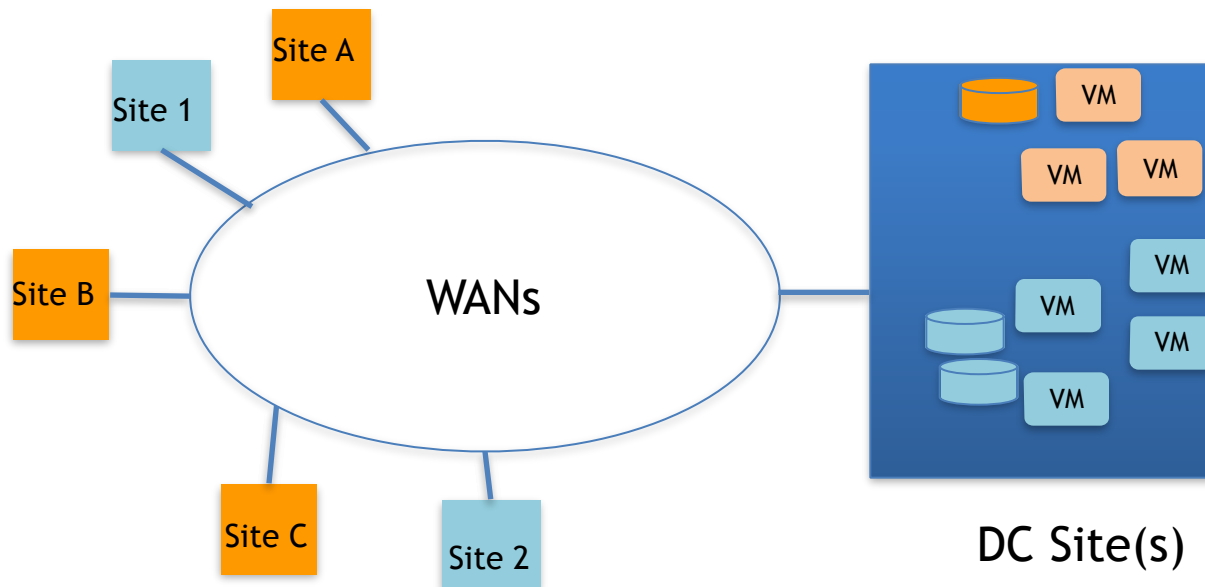 Site A
Site 1
Site B
WANs
Site C
Site 2
VM
VM
VM
VM
VM
VM
VM
DC Site(s)